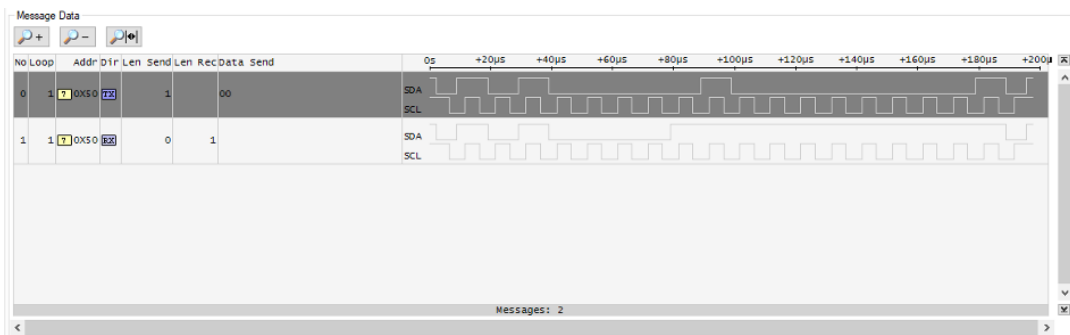 Message Data
+ −
No Loop Addr Dir Len Send Len Rec Data Send 0s +20µs +40µs +60µs +80µs +100µs +120µs +140µs +160µs +180µs +200µ
0 1 ? 0X50 TX 1 00 SDA
SCL
1 1 ? 0X50 RX 0 1 SDA
SCL
Messages: 2